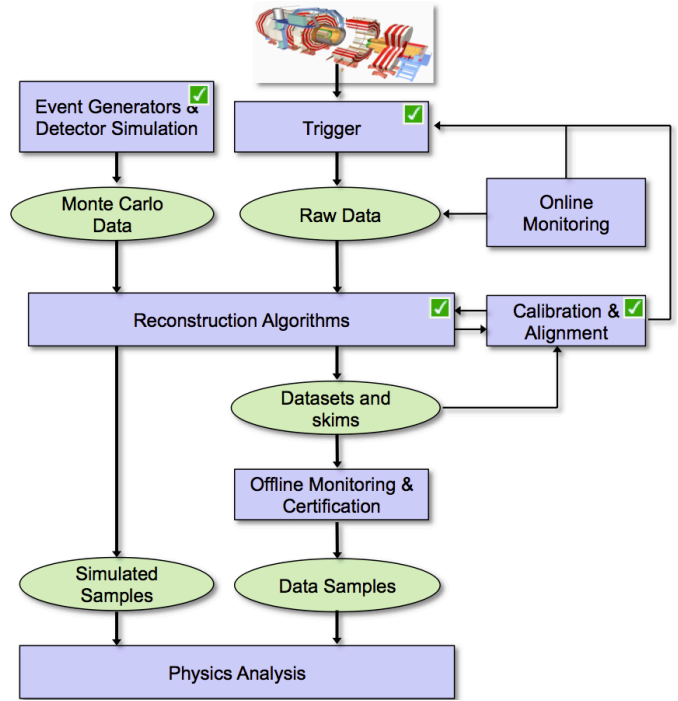 Event Generators &
Detector Simulation
Trigger
Monte Carlo
Data
Raw Data
Online
Monitoring
Reconstruction Algorithms
Calibration &
Alignment
Datasets and
skims
Offline Monitoring &
Certification
Simulated
Samples
Data Samples
Physics Analysis